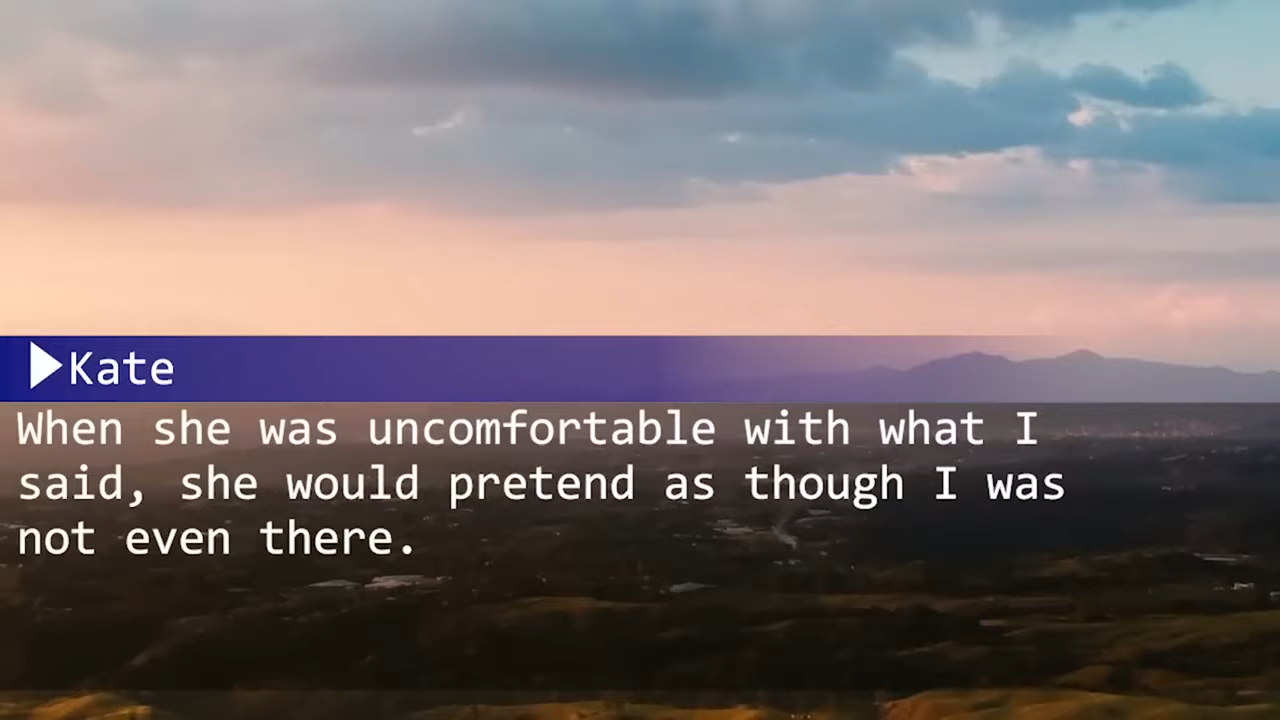 ▶Kate
When she was uncomfortable with what I
said, she would pretend as though I was
not even there.